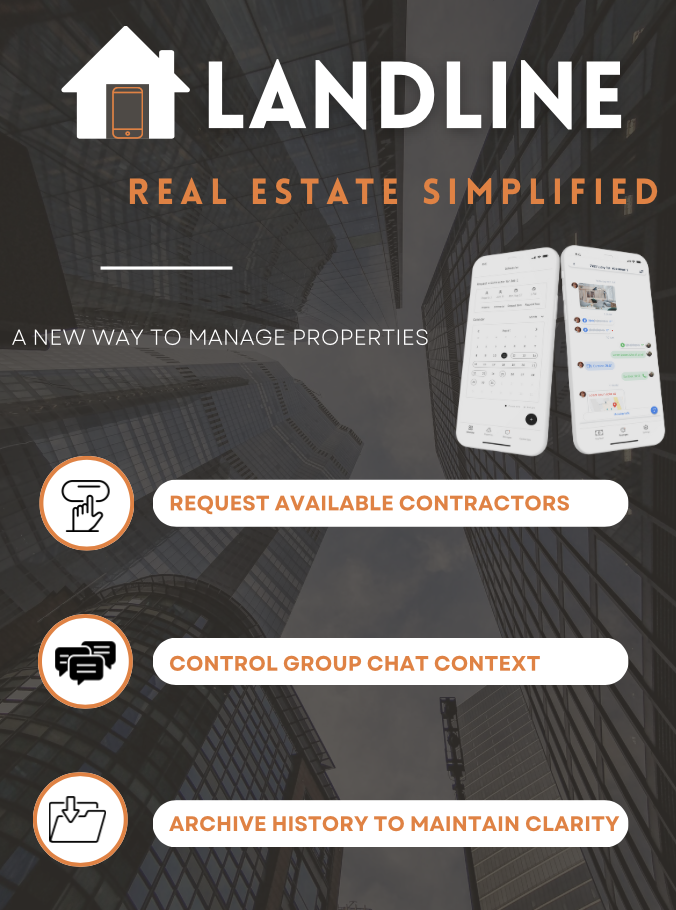 LANDLINE
REAL ESTATE SIMPLIFIED
A NEW WAY TO MANAGE PROPERTIES
REQUEST AVAILABLE CONTRACTORS
CONTROL GROUP CHAT CONTEXT
ARCHIVE HISTORY TO MAINTAIN CLARITY